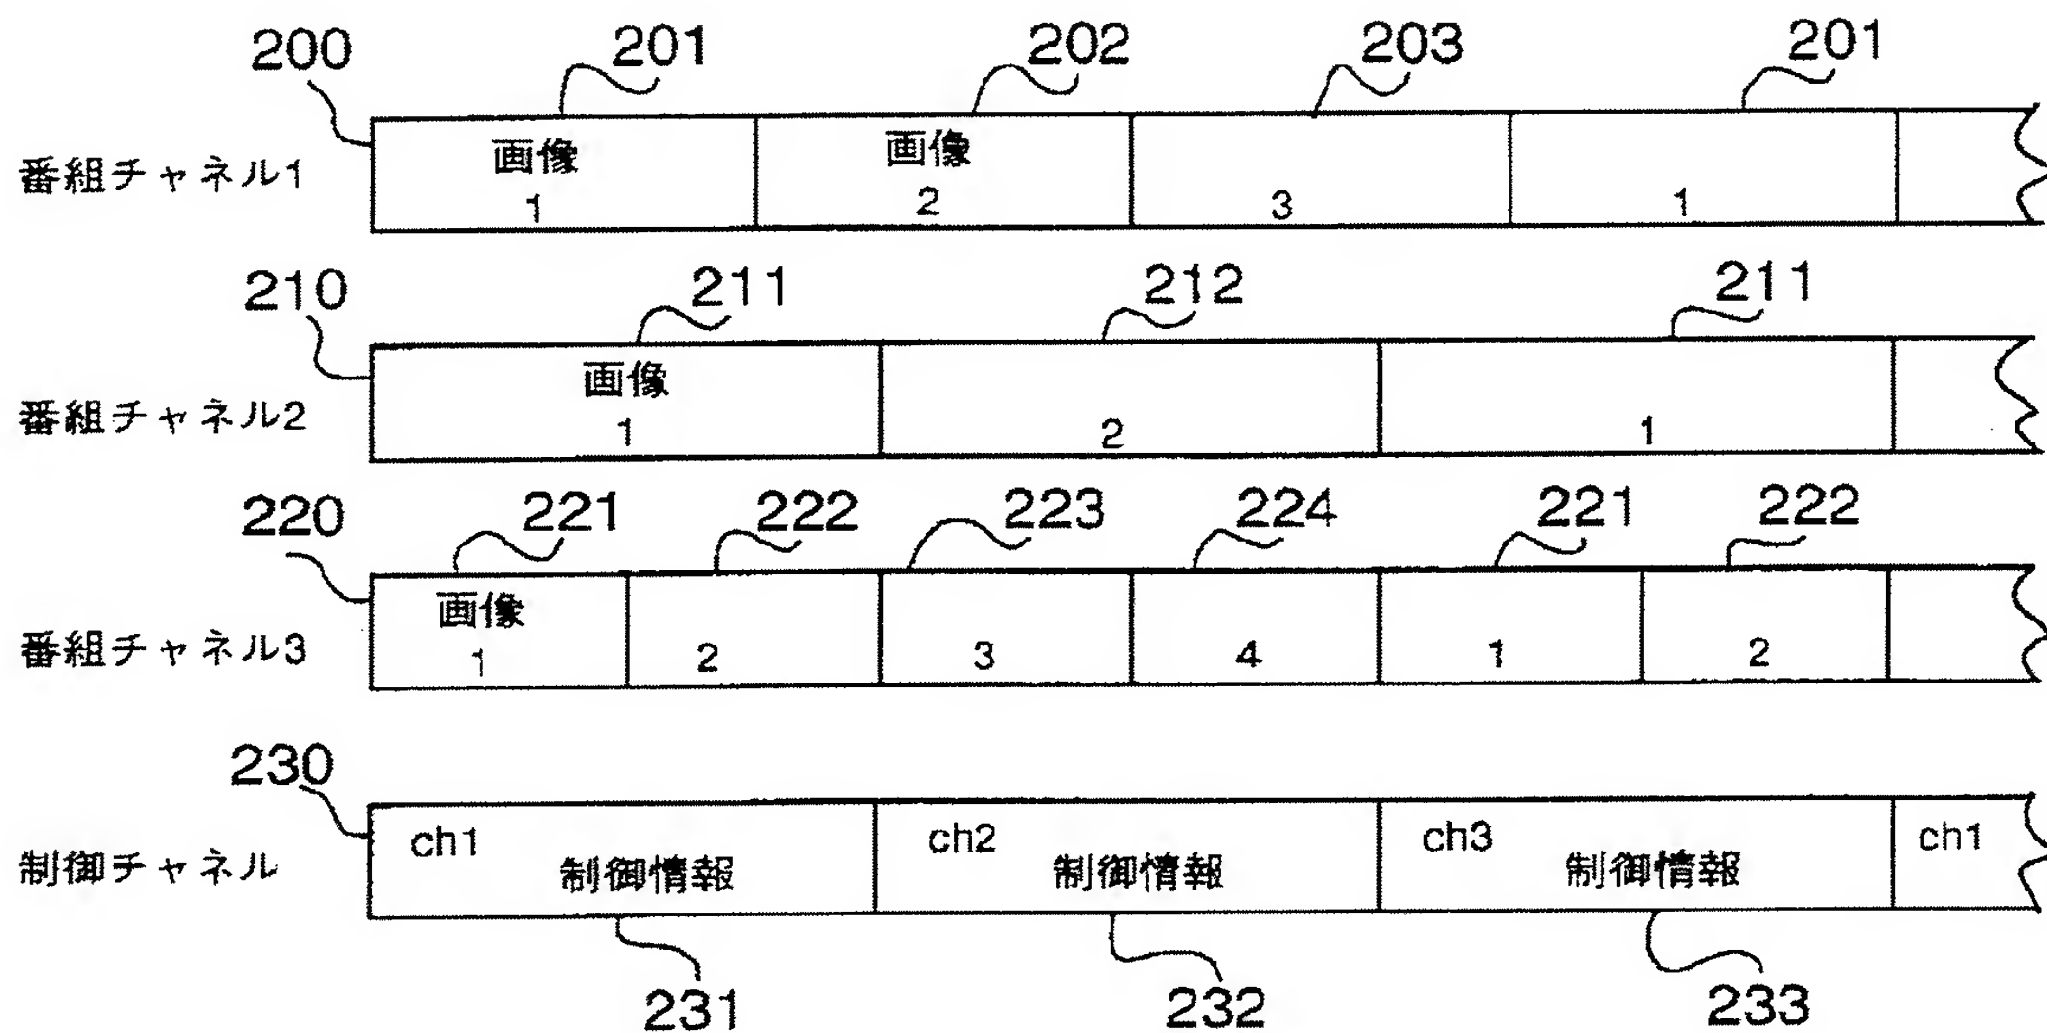 200 201 202 203 201
番組チャネル1 画像 画像
1 2 3 1
210 211 212 211
番組チャネル2 画像
1 2 1
220 221 222 223 224 221 222
番組チャネル3 画像
1 2 3 4 1 2
230
制御チャネル ch1 制御情報 ch2 制御情報 ch3 制御情報 ch1
231 232 233